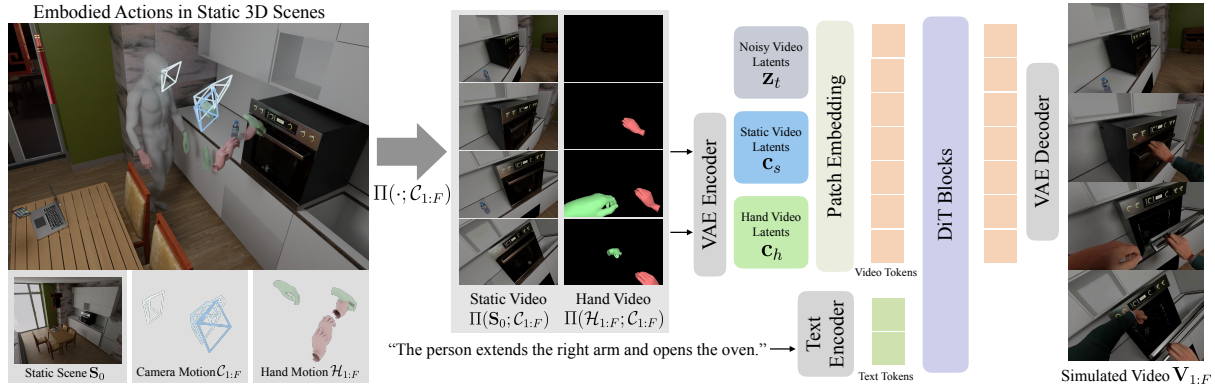 Embodied Actions in Static 3D Scenes
Static Scene S₀
Camera Motion 𝒞₁:F
Hand Motion ℋ₁:F
Π(·; 𝒞₁:F)
Static Video
Π(S₀; 𝒞₁:F)
Hand Video
Π(ℋ₁:F; 𝒞₁:F)
VAE Encoder
Noisy Video
Latents
z_t
Static Video
Latents
c_s
Hand Video
Latents
c_h
Patch Embedding
Video Tokens
“The person extends the right arm and opens the oven.”
Text
Encoder
Text Tokens
DiT Blocks
VAE Decoder
Simulated Video V₁:F